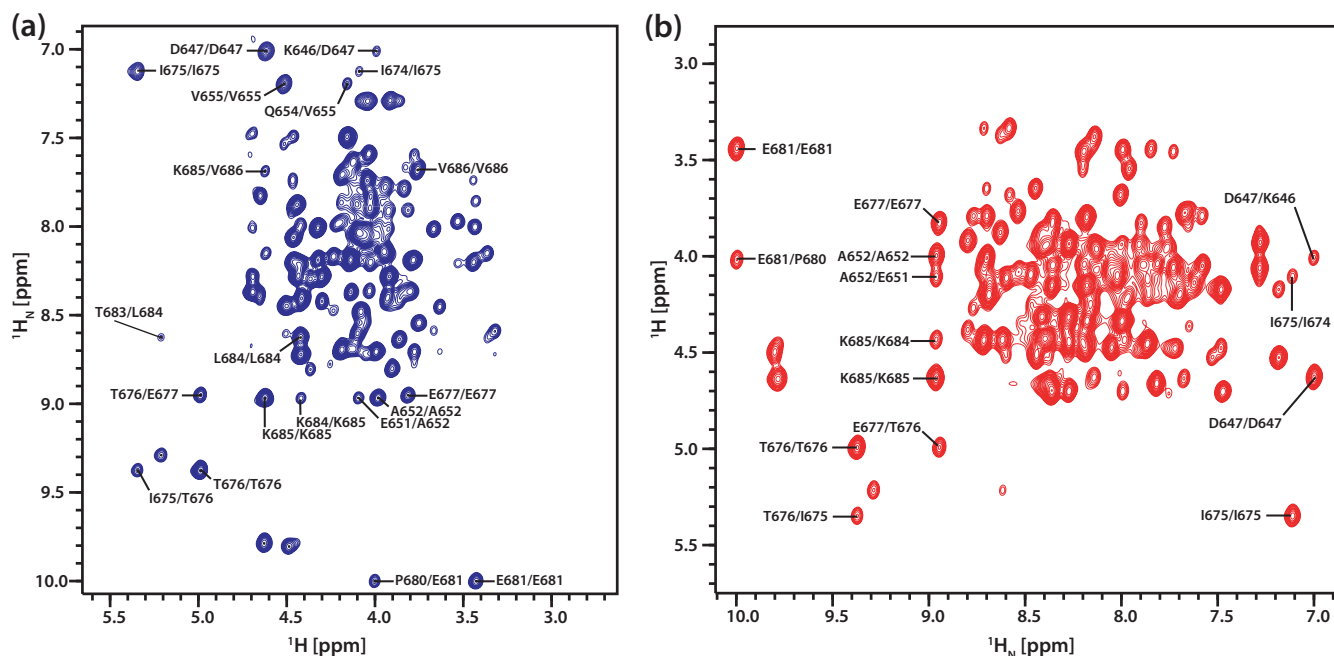 (a)
7.0
7.5
8.0
8.5
9.0
9.5
10.0
¹H_N [ppm]
5.5
5.0
4.5
4.0
3.5
3.0
¹H [ppm]
D647/D647
K646/D647
I675/I675
I674/I675
V655/V655
Q654/V655
K685/V686
V686/V686
T683/L684
L684/L684
T676/E677
E677/E677
A652/A652
K684/K685
E651/A652
K685/K685
T676/T676
I675/T676
P680/E681
E681/E681
(b)
3.0
3.5
4.0
4.5
5.0
5.5
¹H [ppm]
10.0
9.5
9.0
8.5
8.0
7.5
7.0
¹H_N [ppm]
E681/E681
E677/E677
D647/K646
A652/A652
E681/P680
A652/E651
I675/I674
K685/K684
K685/K685
D647/D647
E677/T676
T676/T676
T676/I675
I675/I675